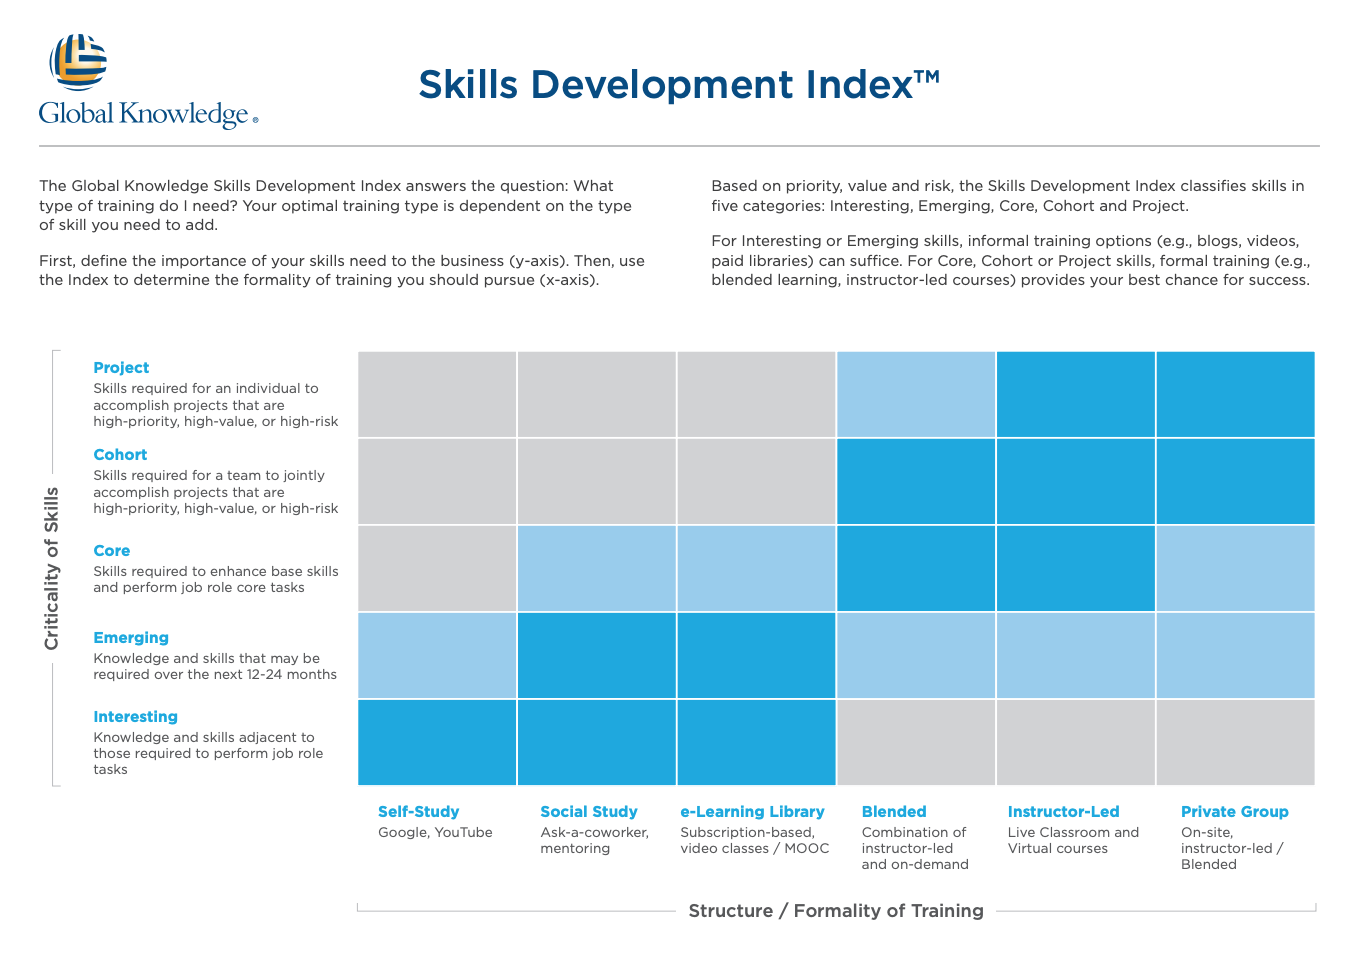 Global Knowledge®
Skills Development Index™
The Global Knowledge Skills Development Index answers the question: What
type of training do I need? Your optimal training type is dependent on the type
of skill you need to add.
First, define the importance of your skills need to the business (y-axis). Then, use
the Index to determine the formality of training you should pursue (x-axis).
Based on priority, value and risk, the Skills Development Index classifies skills in
five categories: Interesting, Emerging, Core, Cohort and Project.
For Interesting or Emerging skills, informal training options (e.g., blogs, videos,
paid libraries) can suffice. For Core, Cohort or Project skills, formal training (e.g.,
blended learning, instructor-led courses) provides your best chance for success.
Criticality of Skills
Project
Skills required for an individual to
accomplish projects that are
high-priority, high-value, or high-risk
Cohort
Skills required for a team to jointly
accomplish projects that are
high-priority, high-value, or high-risk
Core
Skills required to enhance base skills
and perform job role core tasks
Emerging
Knowledge and skills that may be
required over the next 12-24 months
Interesting
Knowledge and skills adjacent to
those required to perform job role
tasks
Self-Study
Google, YouTube
Social Study
Ask-a-coworker,
mentoring
e-Learning Library
Subscription-based,
video classes / MOOC
Blended
Combination of
instructor-led
and on-demand
Instructor-Led
Live Classroom and
Virtual courses
Private Group
On-site,
instructor-led /
Blended
Structure / Formality of Training